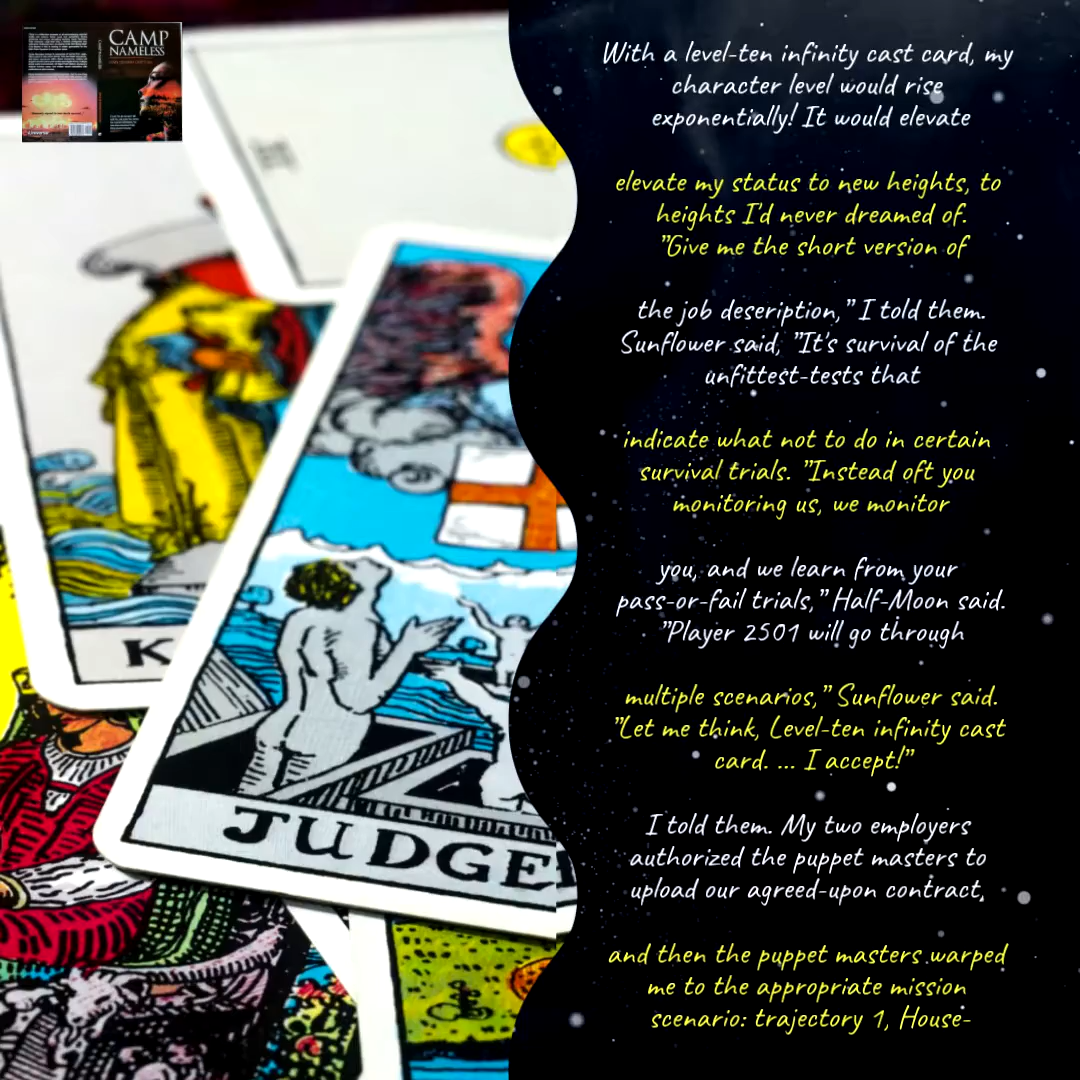 CAMP
NAMELESS
With a level-ten infinity cast card, my
character level would rise
exponentially! It would elevate
elevate my status to new heights, to
heights I'd never dreamed of.
"Give me the short version of
the job deseription," I told them.
Sunflower said, "It's survival of the
unfittest-tests that
indicate what not to do in certain
survival trials. "Instead oft you
monitoring us, we monitor
you, and we learn from your
pass-or-fail trials," Half-Moon said.
"Player 2501 will go through
multiple scenarios," Sunflower said.
"Let me think, Level-ten infinity cast
card. ... I accept!"
I told them. My two employers
authorized the puppet masters to
upload our agreed-upon contract,
and then the puppet masters warped
me to the appropriate mission
scenario: trajectory 1, House-
K
JUDGE